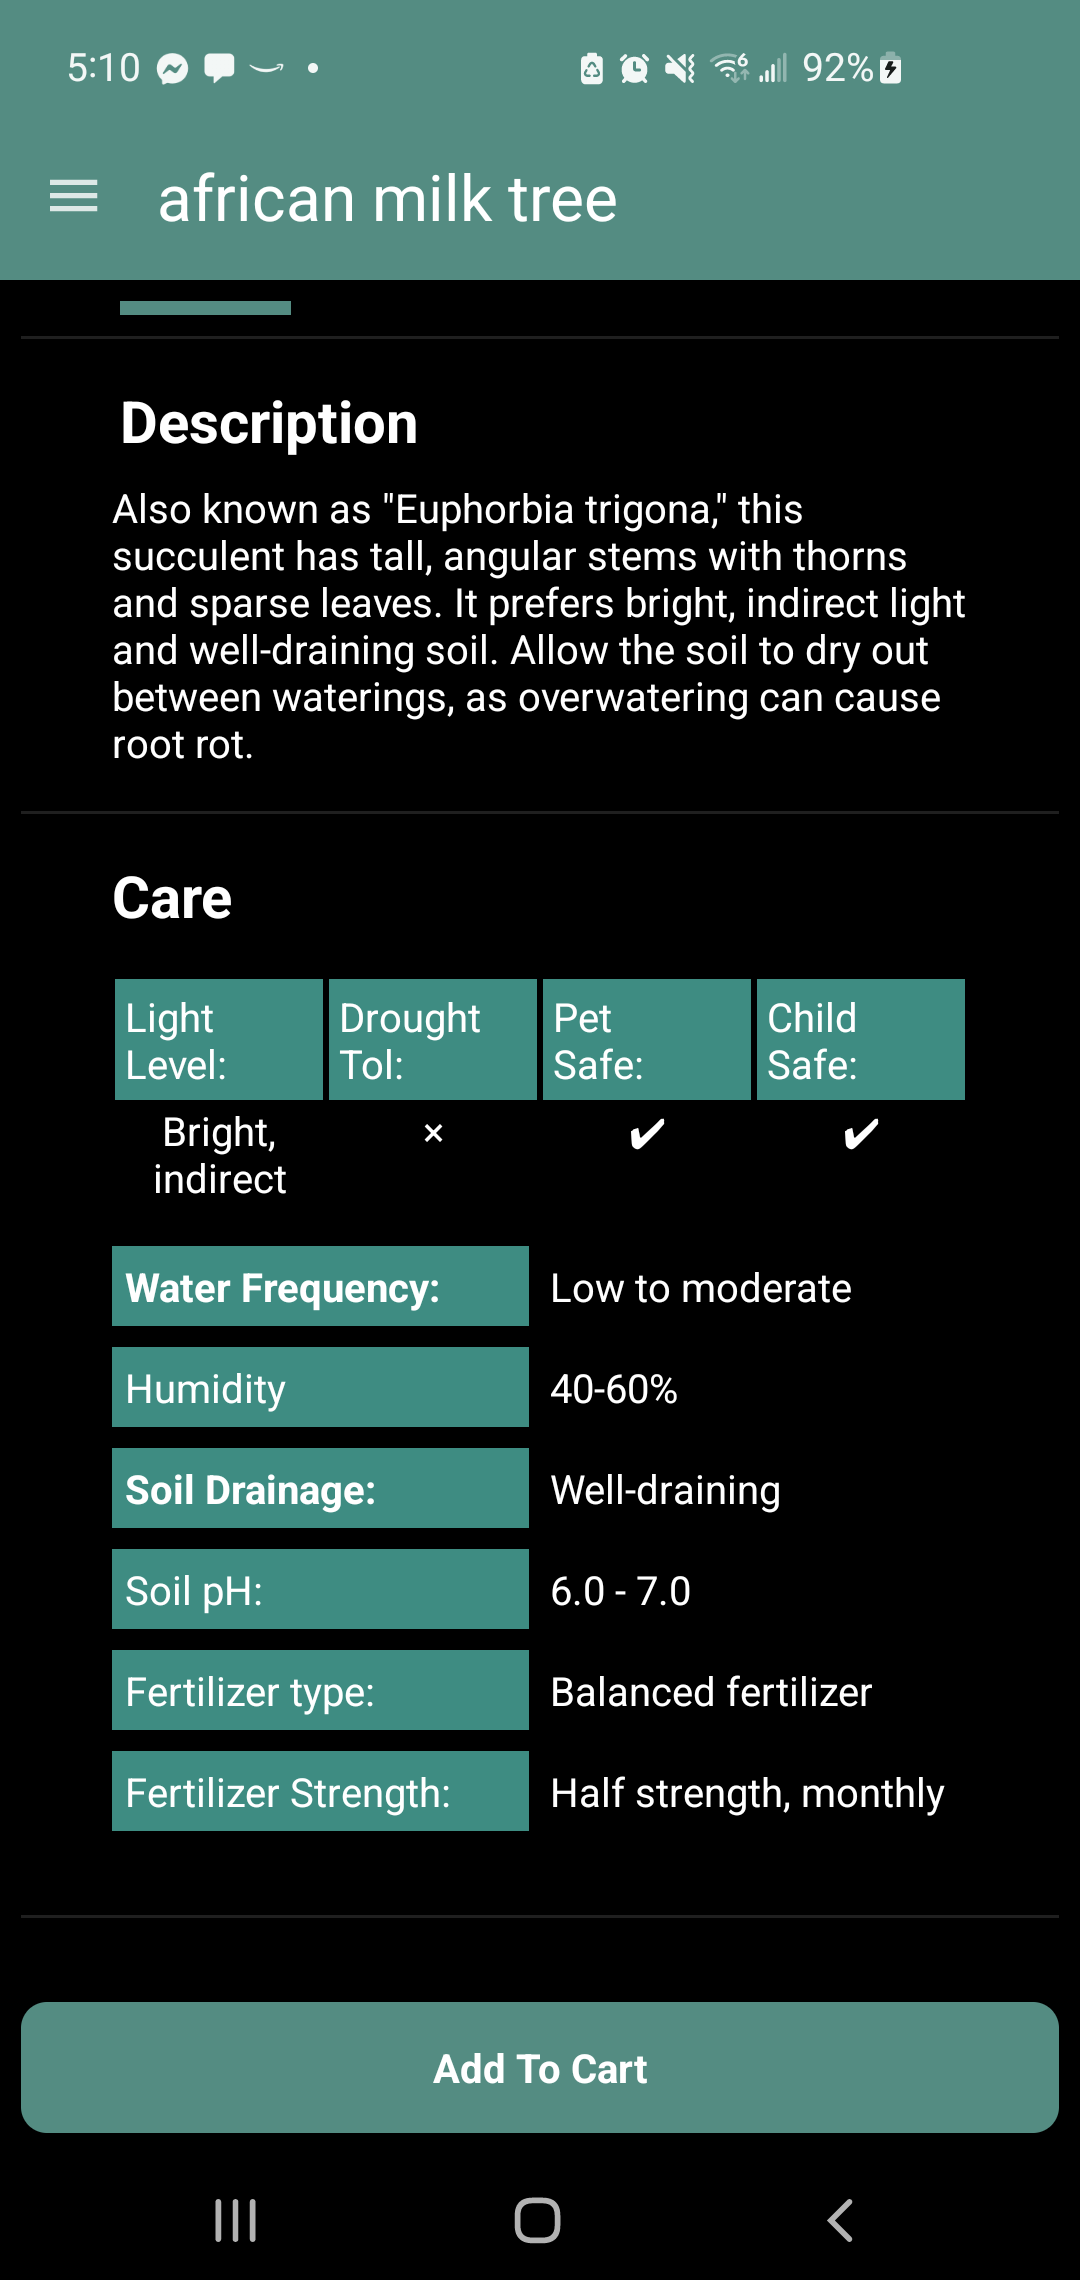 5:10
6
92%
african milk tree
Description
Also known as "Euphorbia trigona," this
succulent has tall, angular stems with thorns
and sparse leaves. It prefers bright, indirect light
and well-draining soil. Allow the soil to dry out
between waterings, as overwatering can cause
root rot.
Care
Light
Level:
Drought
Tol:
Pet
Safe:
Child
Safe:
Bright,
indirect
×
✔
✔
Water Frequency:
Low to moderate
Humidity
40-60%
Soil Drainage:
Well-draining
Soil pH:
6.0 - 7.0
Fertilizer type:
Balanced fertilizer
Fertilizer Strength:
Half strength, monthly
Add To Cart